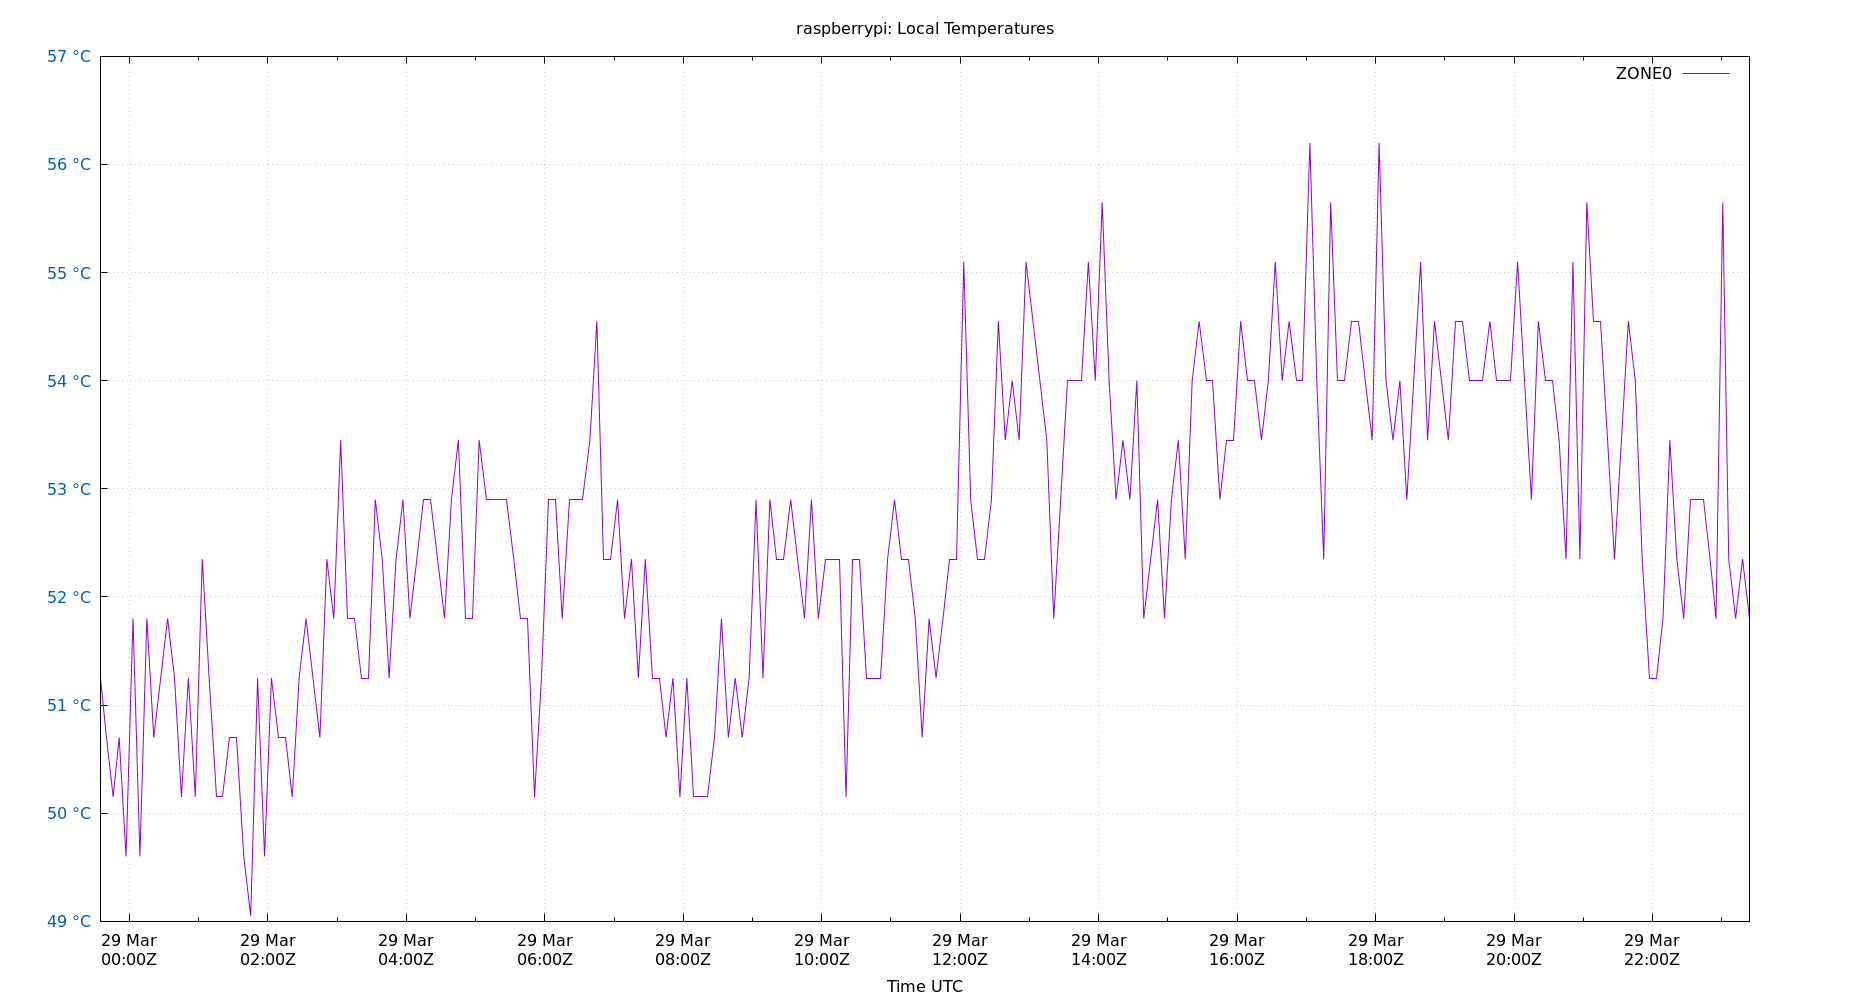 raspberrypi: Local Temperatures
57 °C
ZONE0
56 °C
55 °C
54 °C
53 °C
52 °C
51 °C
50 °C
49 °C
29 Mar 29 Mar 29 Mar 29 Mar 29 Mar 29 Mar 29 Mar 29 Mar 29 Mar 29 Mar 29 Mar 29 Mar
00:00Z 02:00Z 04:00Z 06:00Z 08:00Z 10:00Z 12:00Z 14:00Z 16:00Z 18:00Z 20:00Z 22:00Z
Time UTC